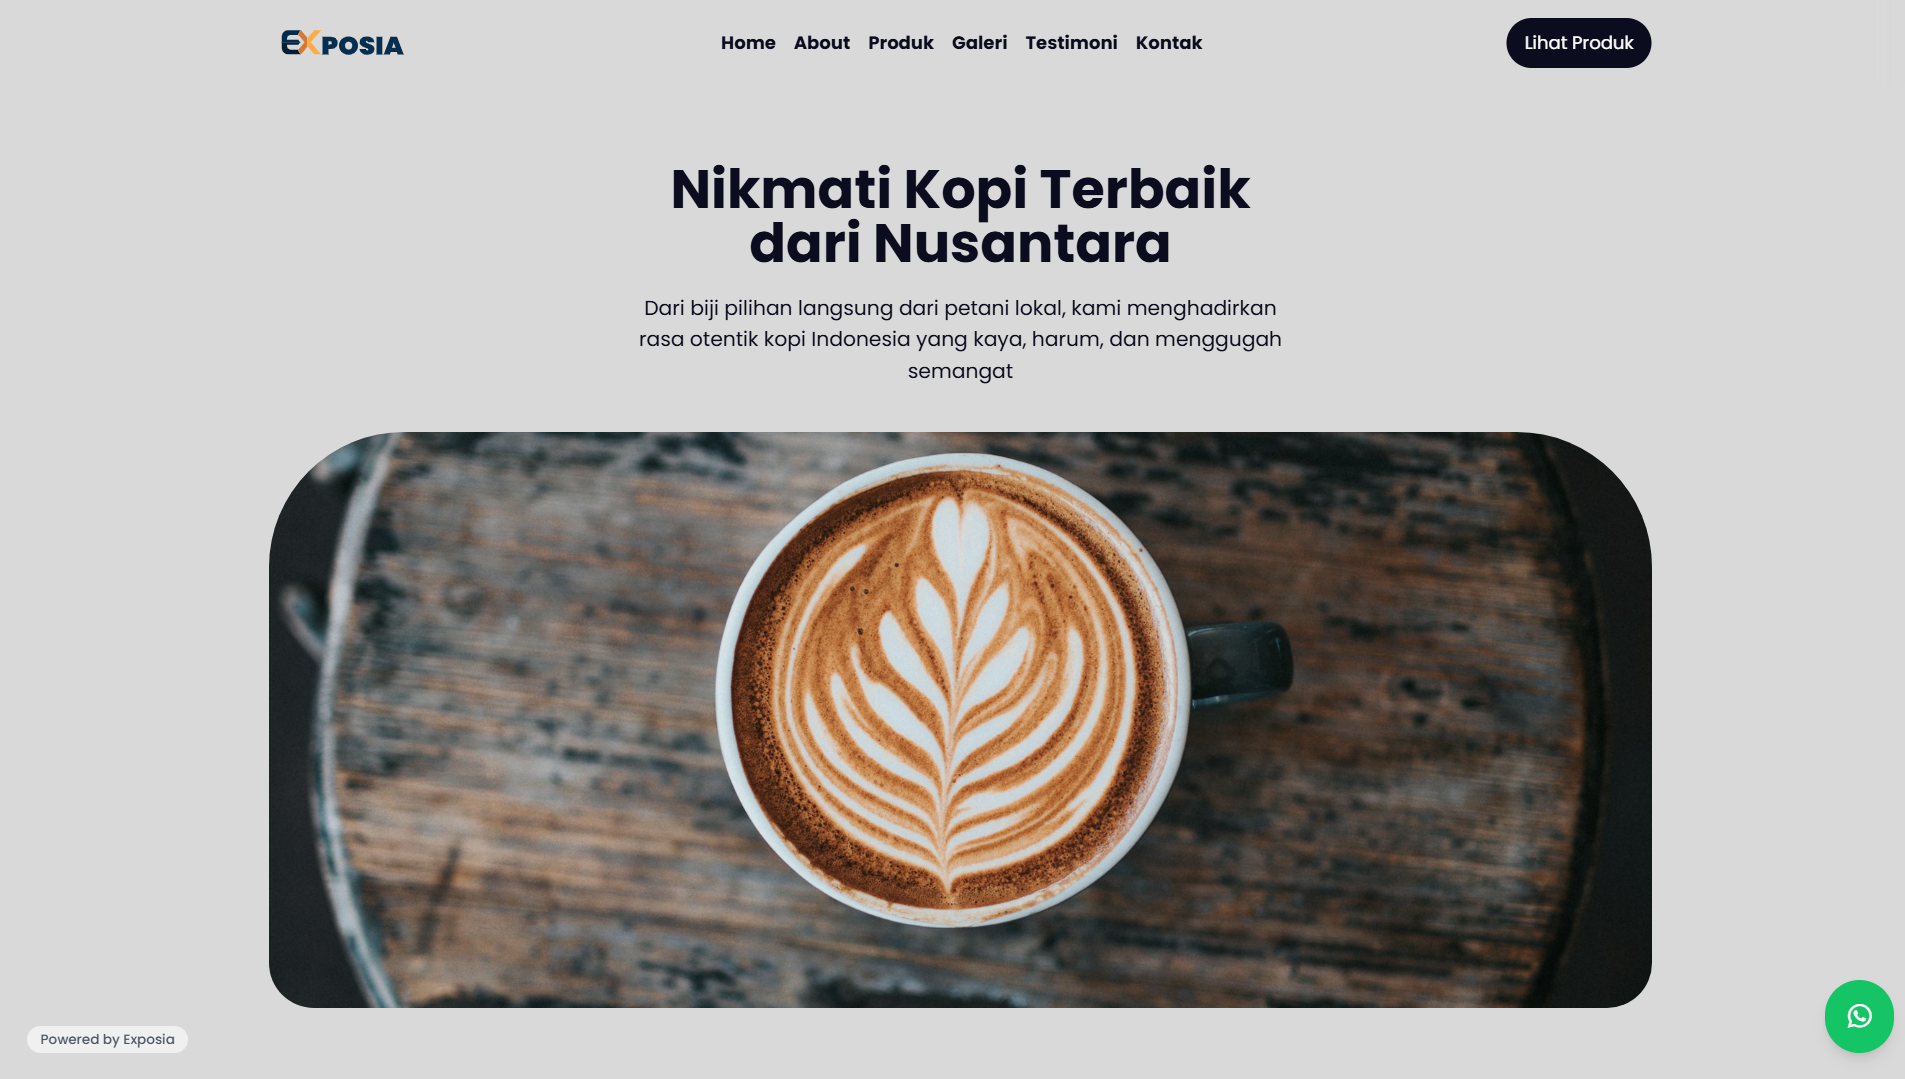 EXPOSIA
Home About Produk Galeri Testimoni Kontak
Lihat Produk
Nikmati Kopi Terbaik
dari Nusantara
Dari biji pilihan langsung dari petani lokal, kami menghadirkan
rasa otentik kopi Indonesia yang kaya, harum, dan menggugah
semangat
Powered by Exposia